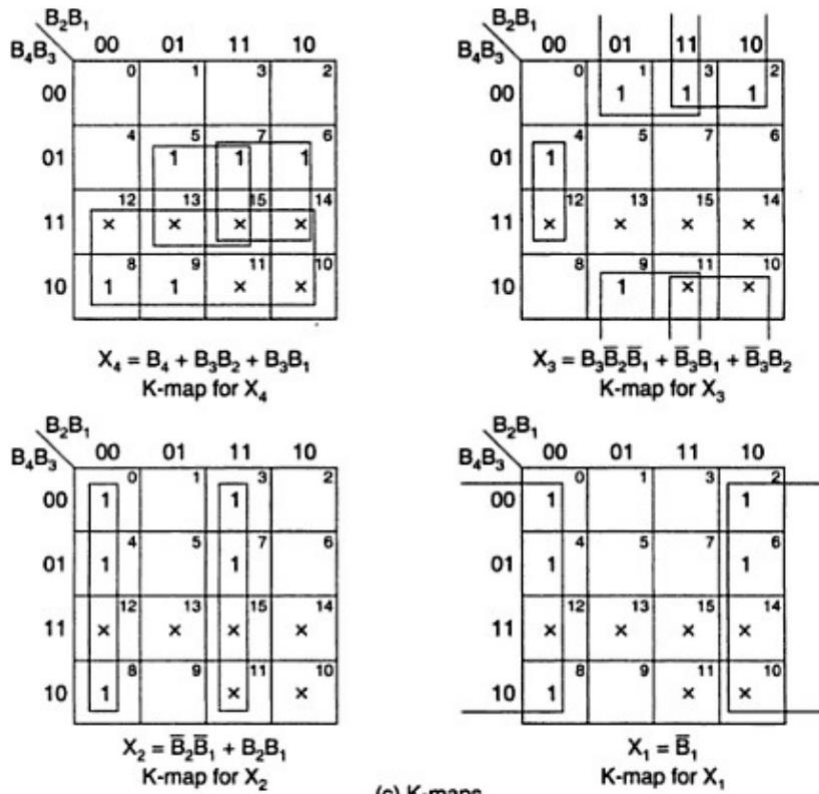 B₂B₁ B₂B₁
B₄B₃ 00 01 11 10 B₄B₃ 00 01 11 10
0 1 3 2 0 1 3 2
00 00 1 1 1
4 5 7 6 4 5 7 6
01 1 1 1 01 1
12 13 15 14 12 13 15 14
11 × × × × 11 × × × ×
8 9 11 10 8 9 11 10
10 1 1 × × 10 1 × ×
X₄ = B₄ + B₃B₂ + B₃B₁ X₃ = B₃B̅₂B̅₁ + B̅₃B₁ + B̅₃B₂
K-map for X₄ K-map for X₃
B₂B₁ B₂B₁
B₄B₃ 00 01 11 10 B₄B₃ 00 01 11 10
0 1 3 2 0 1 3 2
00 1 1 00 1 1
4 5 7 6 4 5 7 6
01 1 1 01 1 1
12 13 15 14 12 13 15 14
11 × × × × 11 × × × ×
8 9 11 10 8 9 11 10
10 1 × × 10 1 × ×
X₂ = B̅₂B̅₁ + B₂B₁ X₁ = B̅₁
K-map for X₂ K-map for X₁
(c) K-maps